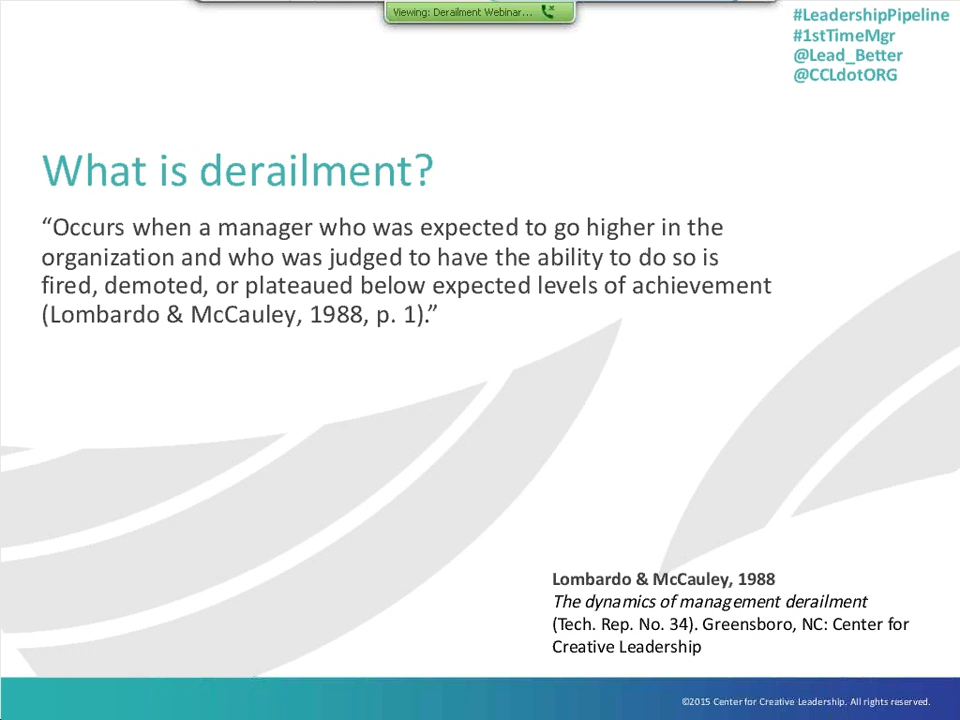 Viewing: Derailment Webinar...
#LeadershipPipeline
#1stTimeMgr
@Lead_Better
@CCLdotORG
What is derailment?
“Occurs when a manager who was expected to go higher in the
organization and who was judged to have the ability to do so is
fired, demoted, or plateaued below expected levels of achievement
(Lombardo & McCauley, 1988, p. 1).”
Lombardo & McCauley, 1988
The dynamics of management derailment
(Tech. Rep. No. 34). Greensboro, NC: Center for
Creative Leadership
©2015 Center for Creative Leadership. All rights reserved.